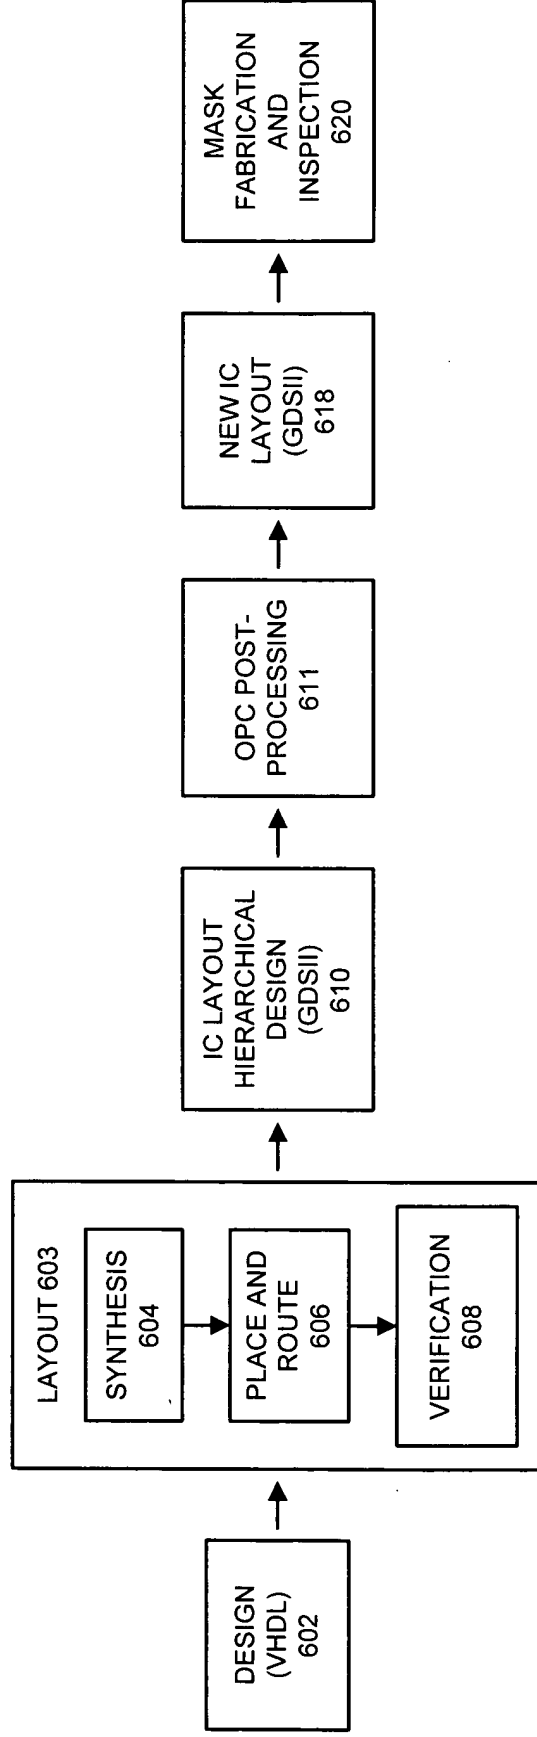 DESIGN
(VHDL)
602
LAYOUT 603
SYNTHESIS
604
PLACE AND
ROUTE
606
VERIFICATION
608
IC LAYOUT
HIERARCHICAL
DESIGN
(GDSII)
610
OPC POST-
PROCESSING
611
NEW IC
LAYOUT
(GDSII)
618
MASK
FABRICATION
AND
INSPECTION
620